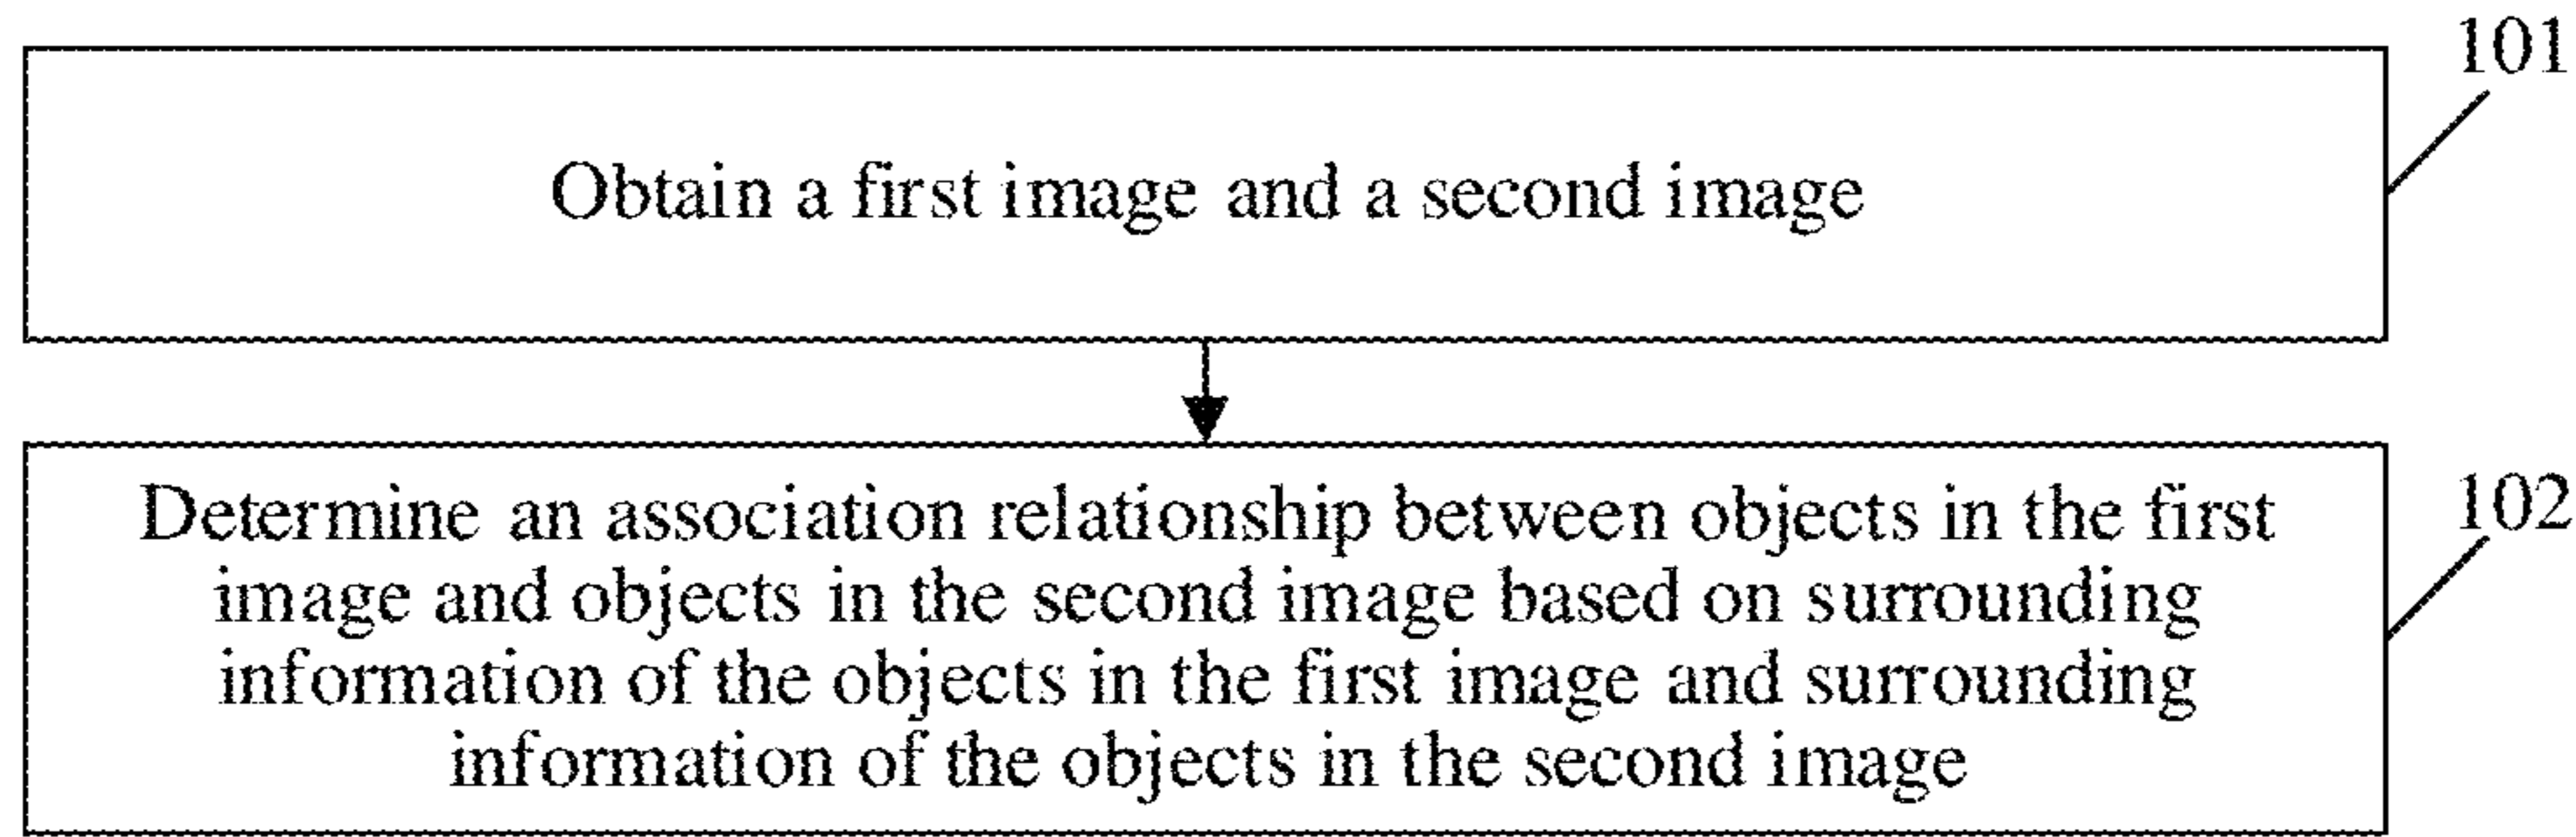 101
Obtain a first image and a second image
102
Determine an association relationship between objects in the first
image and objects in the second image based on surrounding
information of the objects in the first image and surrounding
information of the objects in the second image